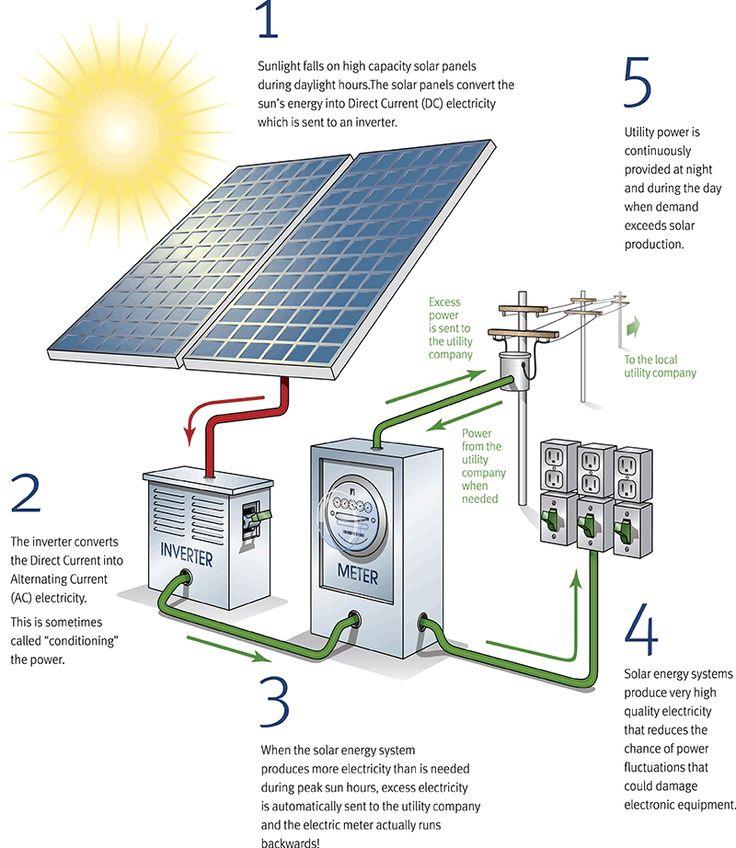 1
Sunlight falls on high capacity solar panels
during daylight hours.The solar panels convert the
sun's energy into Direct Current (DC) electricity
which is sent to an inverter.
5
Utility power is
continuously
provided at night
and during the day
when demand
exceeds solar
production.
Excess
power
is sent to
the utility
company
To the local
utility company
Power
from the
utility
company
when
needed
2
The inverter converts
the Direct Current into
Alternating Current
(AC) electricity.
This is sometimes
called “conditioning”
the power.
INVERTER
METER
3
When the solar energy system
produces more electricity than is needed
during peak sun hours, excess electricity
is automatically sent to the utility company
and the electric meter actually runs
backwards!
4
Solar energy systems
produce very high
quality electricity
that reduces the
chance of power
fluctuations that
could damage
electronic equipment.